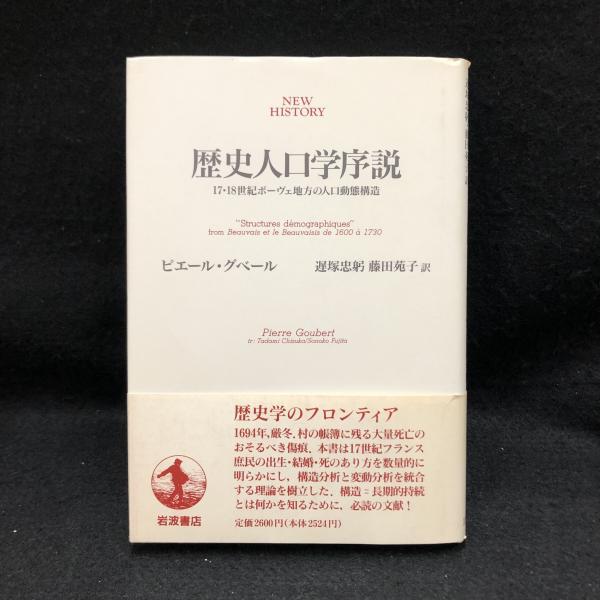 NEW
HISTORY
歴史人口学序説
17・18世紀ボーヴェ地方の人口動態構造
"Structures démographiques"
from Beauvais et le Beauvaisis de 1600 à 1730
ピエール・グベール 遅塚忠躬 藤田苑子 訳
Pierre Goubert
tr: Tadami Chizuka/Sonoko Fujita
歴史学のフロンティア
1694年，厳冬．村の帳簿に残る大量死亡の
おそるべき傷痕．本書は17世紀フランス
庶民の出生・結婚・死のあり方を数量的に
明らかにし，構造分析と変動分析を統合
する理論を樹立した．構造＝長期的持続
とは何かを知るために，必読の文献！
定価2600円（本体2524円）
岩波書店